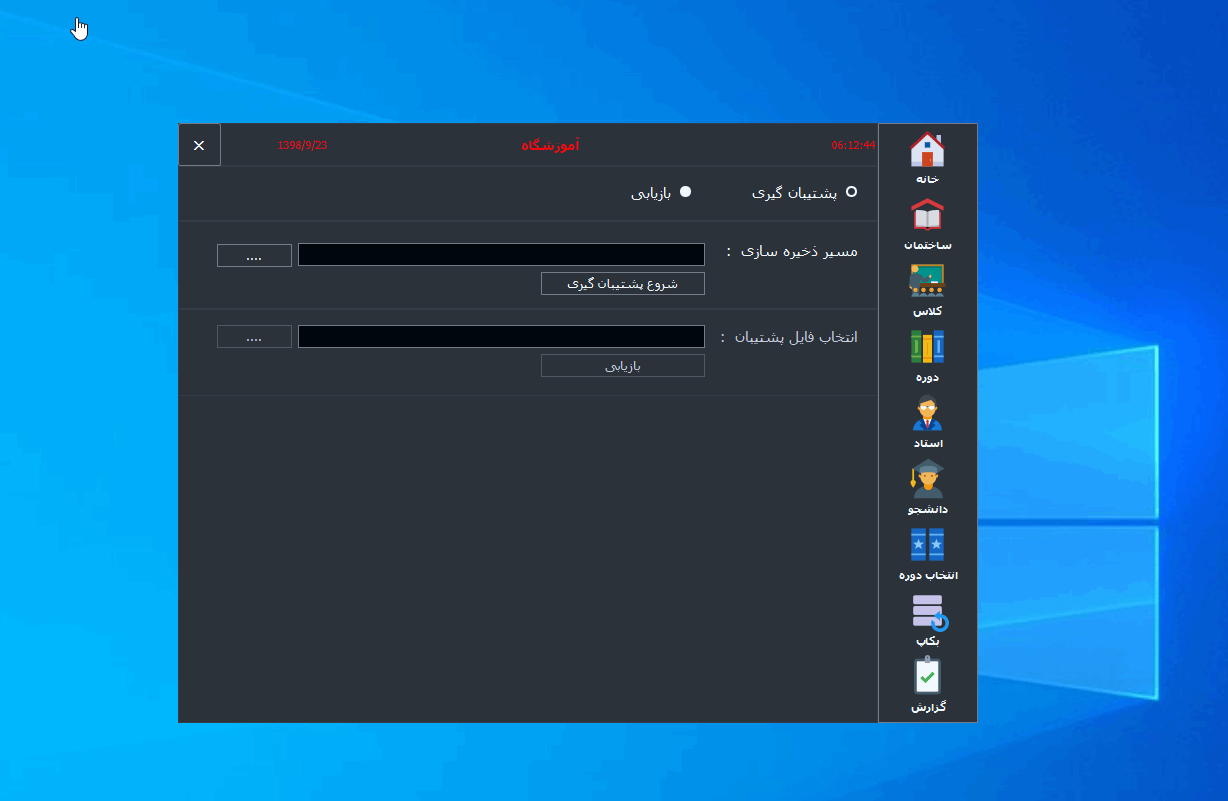 06:12:44 آموزشگاه 1398/9/23 ×
پشتیبان گیری بازیابی
مسیر ذخیره سازی : ....
شروع پشتیبان گیری
انتخاب فایل پشتیبان : ....
بازیابی
خانه
ساختمان
کلاس
دوره
استاد
دانشجو
انتخاب دوره
بکاپ
گزارش